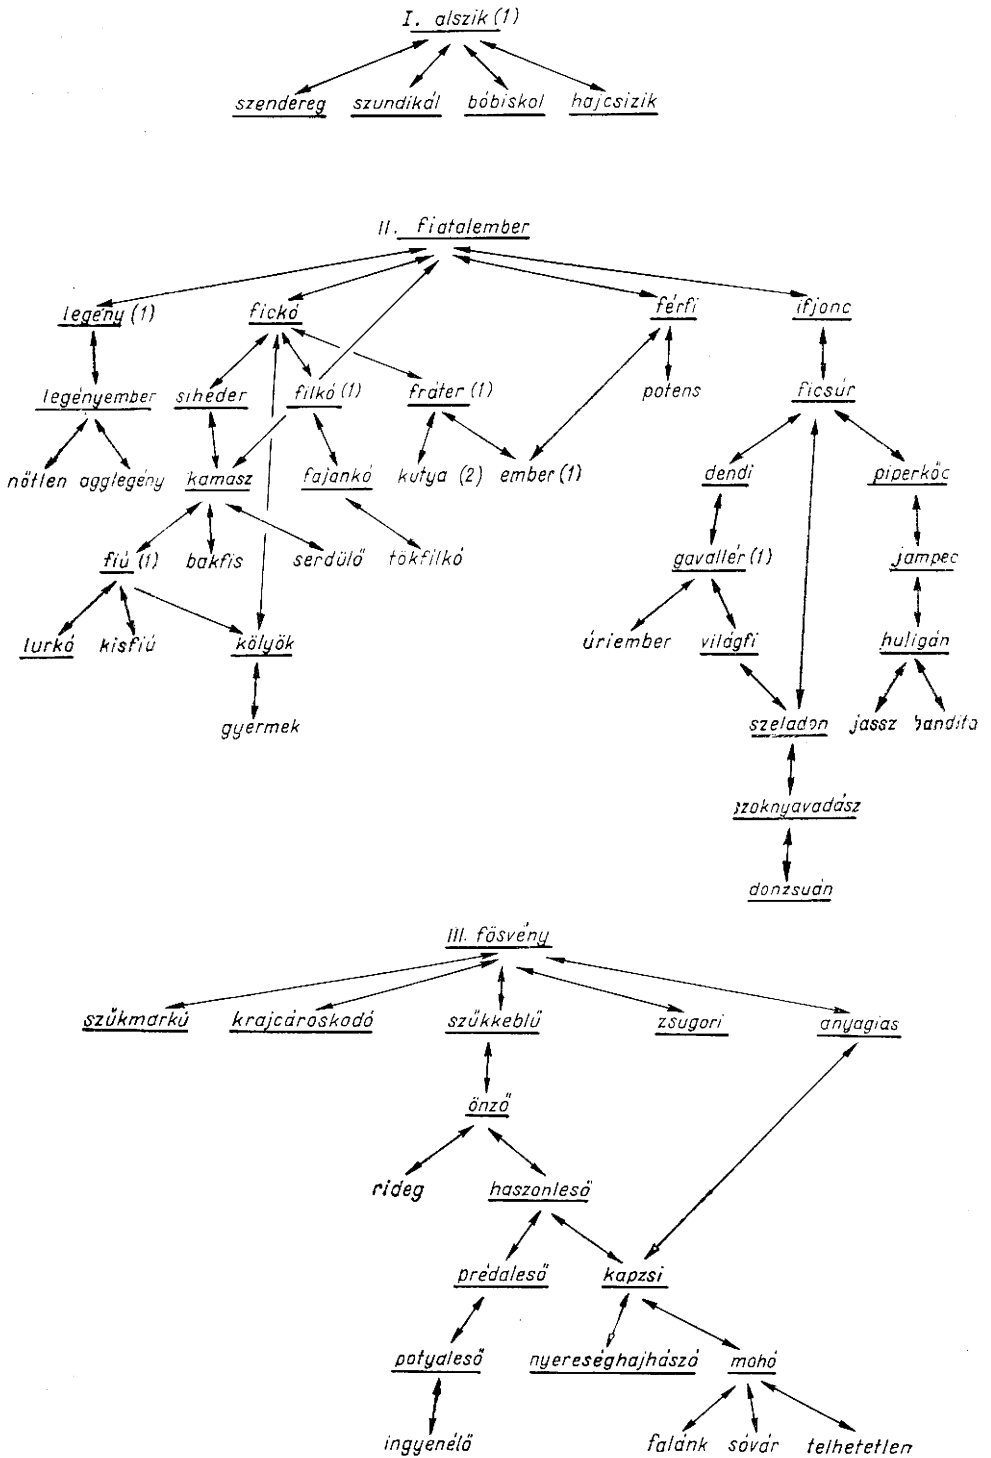 I. alszik (1)
szendereg szundikál bóbiskol hajcsizik
II. fiatalember
legény (1) fickó férfi ifjonc
legényember siheder filkó (1) fráter (1) potens ficsúr
nőtlen agglegény kamasz fajankó kutya (2) ember (1) dendi piperkőc
fiú (1) bakfis serdülő tökfilkó gavallér (1) jampec
lurkó kisfiú kölyök úriember világfi huligán
gyermek szeladon jassz bandita
szoknyavadász
donzsuán
III. fösvény
szűkmarkú krajcároskodó szűkkeblű zsugori anyagias
önző
rideg haszonleső
prédaleső kapzsi
potyaleső nyereséghajhászó mohó
ingyenélő falánk sóvár telhetetlen